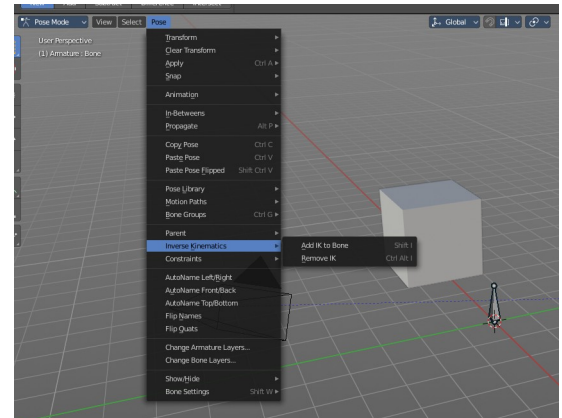 Pose Mode View Select Pose Global
User Perspective
(1) Armature : Bone
Transform
Clear Transform
Apply Ctrl A
Snap
Animation
In-Betweens
Propagate Alt P
Copy Pose Ctrl C
Paste Pose Ctrl V
Paste Pose Flipped Shift Ctrl V
Pose Library
Motion Paths
Bone Groups Ctrl G
Parent
Inverse Kinematics
Add IK to Bone Shift I
Remove IK Ctrl Alt I
Constraints
AutoName Left/Right
AutoName Front/Back
AutoName Top/Bottom
Flip Names
Flip Quats
Change Armature Layers...
Change Bone Layers...
Show/Hide
Bone Settings Shift W